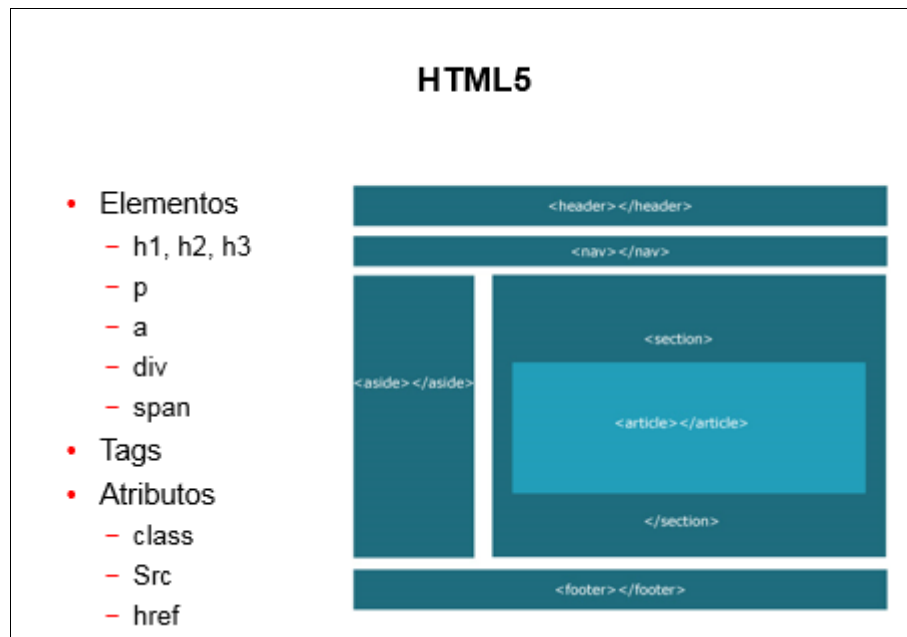 HTML5
• Elementos
– h1, h2, h3
– p
– a
– div
– span
• Tags
• Atributos
– class
– Src
– href
<header></header>
<nav></nav>
<aside></aside>
<section>
<article></article>
</section>
<footer></footer>